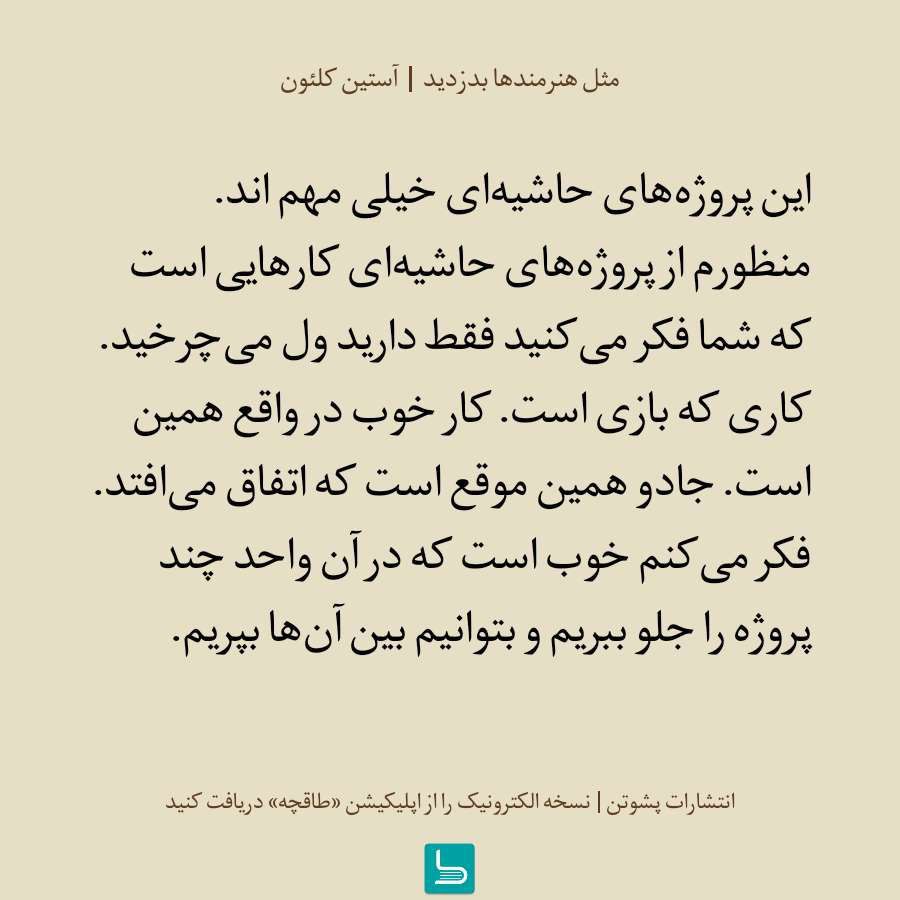 مثل هنرمندها بدزدید | آستین کلئون
این پروژه‌های حاشیه‌ای خیلی مهم اند.
منظورم از پروژه‌های حاشیه‌ای کارهایی است
که شما فکر می‌کنید فقط دارید ول می‌چرخید.
کاری که بازی است. کار خوب در واقع همین
است. جادو همین موقع است که اتفاق می‌افتد.
فکر می‌کنم خوب است که در آن واحد چند
پروژه را جلو ببریم و بتوانیم بین آن‌ها بپریم.
انتشارات پشوتن | نسخه الکترونیک را از اپلیکیشن «طاقچه» دریافت کنید